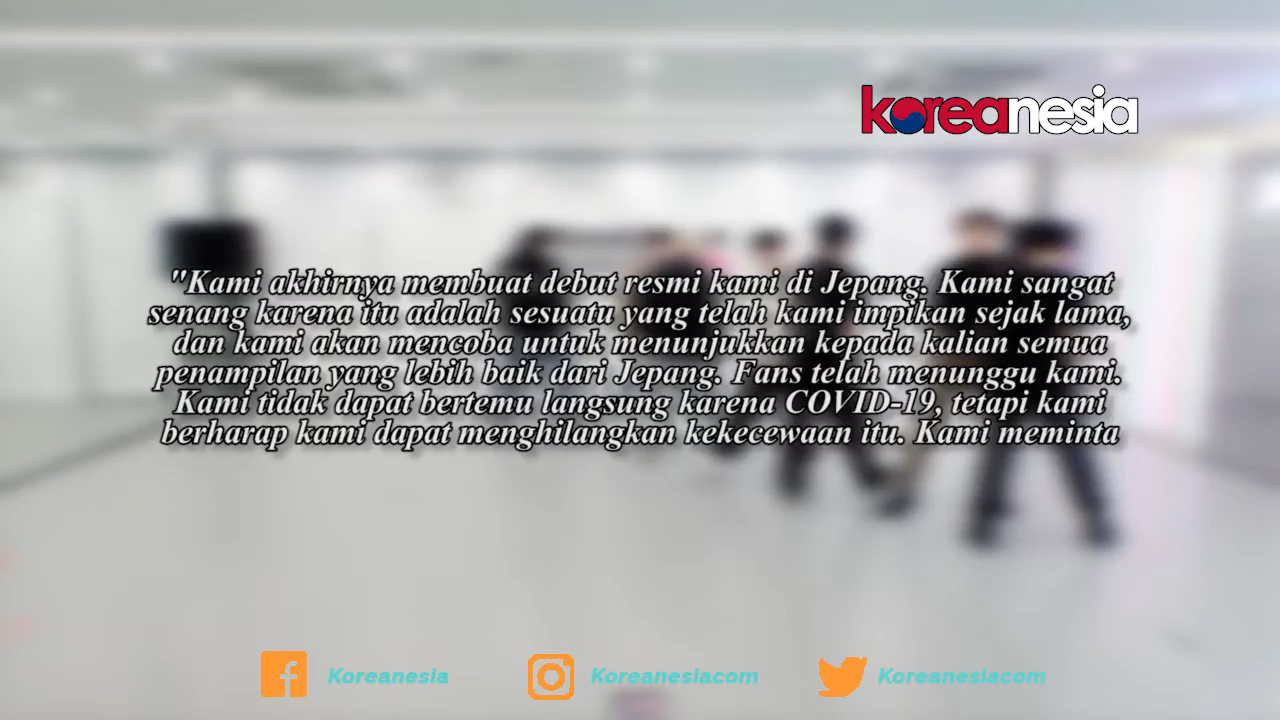 koreanesia
"Kami akhirnya membuat debut resmi kami di Jepang. Kami sangat
senang karena itu adalah sesuatu yang telah kami impikan sejak lama,
dan kami akan mencoba untuk menunjukkan kepada kalian semua
penampilan yang lebih baik dari Jepang. Fans telah menunggu kami.
Kami tidak dapat bertemu langsung karena COVID-19, tetapi kami
berharap kami dapat menghilangkan kekecewaan itu. Kami meminta
Koreanesia
Koreanesiacom
Koreanesiacom